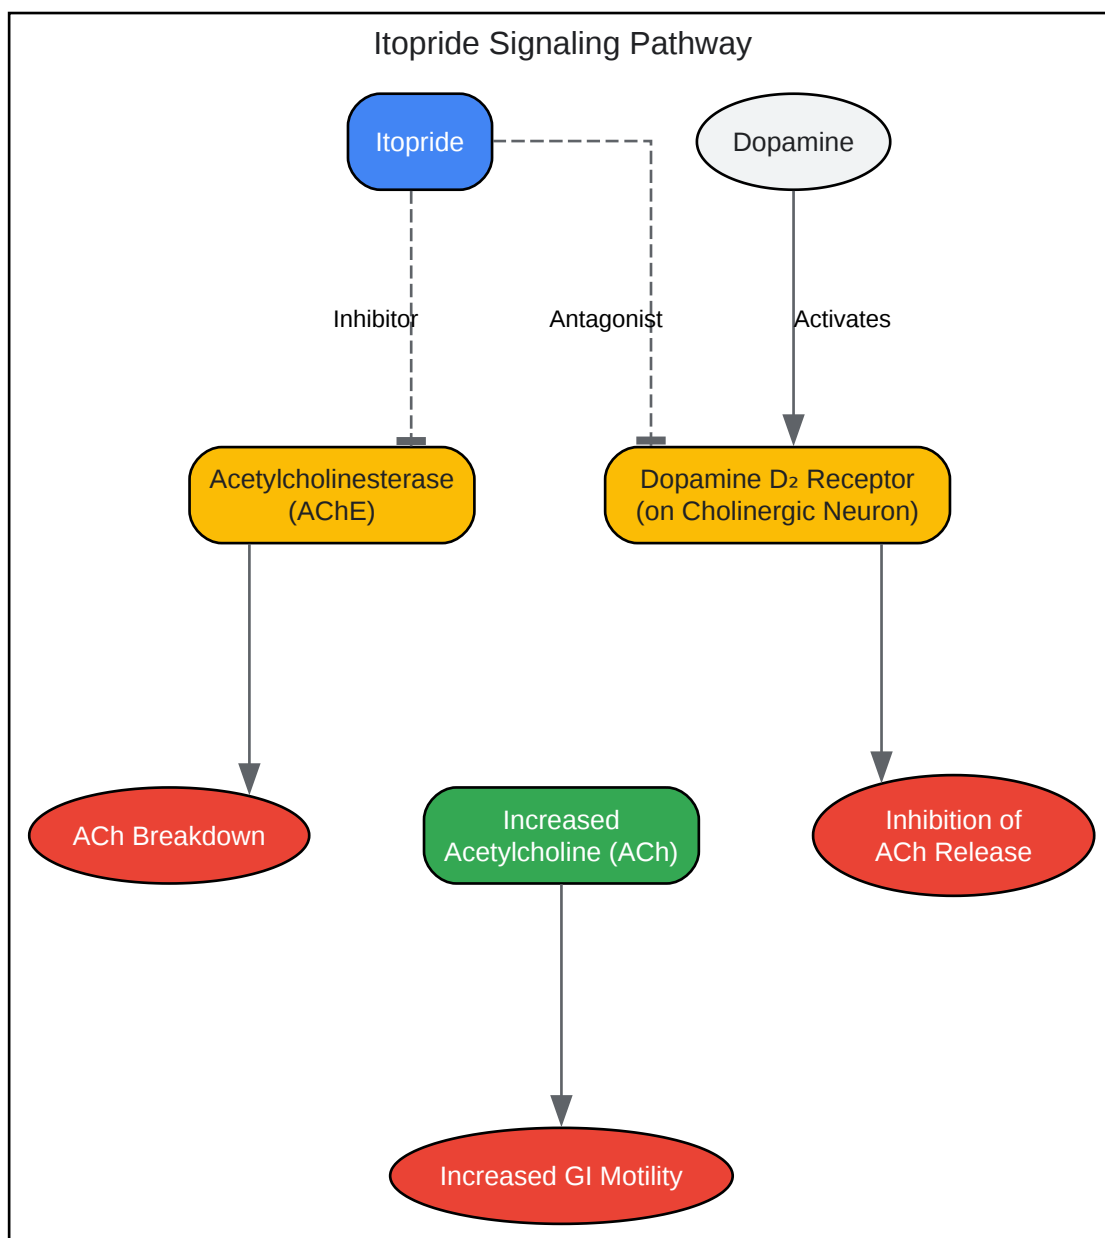 Itopride Signaling Pathway
Itopride
Dopamine
Inhibitor
Antagonist
Activates
Acetylcholinesterase
(AChE)
Dopamine D₂ Receptor
(on Cholinergic Neuron)
ACh Breakdown
Increased
Acetylcholine (ACh)
Inhibition of
ACh Release
Increased GI Motility